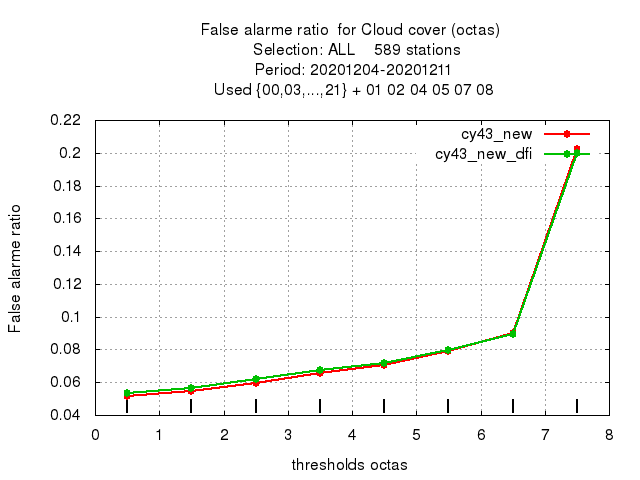 False alarme ratio  for Cloud cover (octas)
Selection: ALL    589 stations
Period: 20201204-20201211
Used {00,03,...,21} + 01 02 04 05 07 08
cy43_new
cy43_new_dfi
False alarme ratio
0.22
0.2
0.18
0.16
0.14
0.12
0.1
0.08
0.06
0.04
0 1 2 3 4 5 6 7 8
thresholds octas